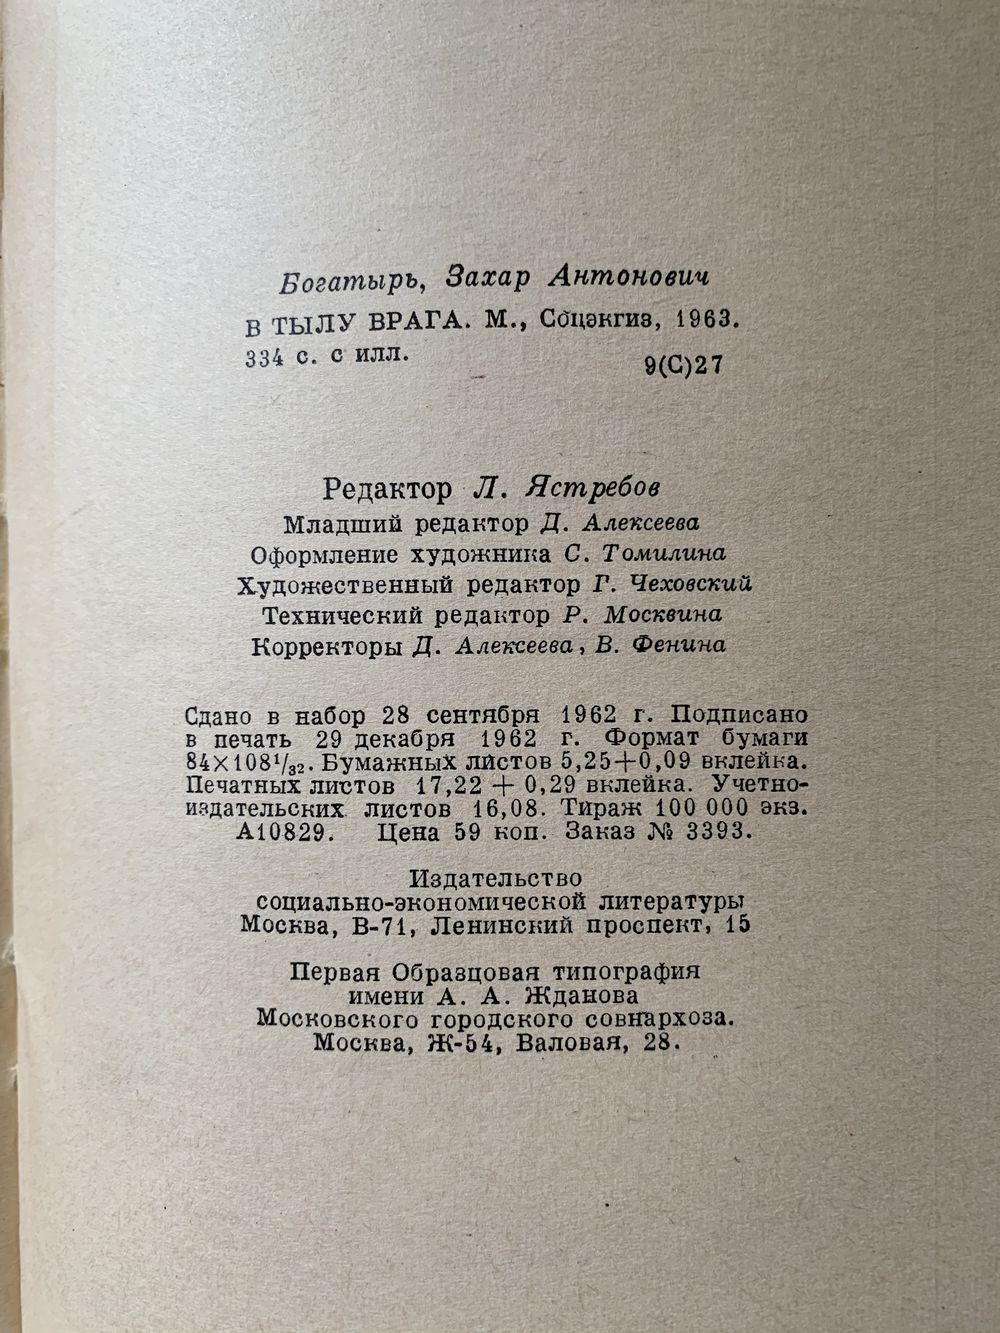 Богатырь, Захар Антонович
В ТЫЛУ ВРАГА. М., Соцэкгиз, 1963.
334 с. с илл.
9(С)27
Редактор Л. Ястребов
Младший редактор Д. Алексеева
Оформление художника С. Томилина
Художественный редактор Г. Чеховский
Технический редактор Р. Москвина
Корректоры Д. Алексеева, В. Фенина
Сдано в набор 28 сентября 1962 г. Подписано
в печать 29 декабря 1962 г. Формат бумаги
84×108¹/₃₂. Бумажных листов 5,25+0,09 вклейка.
Печатных листов 17,22 + 0,29 вклейка. Учетно-
издательских листов 16,08. Тираж 100 000 экз.
А10829. Цена 59 коп. Заказ № 3393.
Издательство
социально-экономической литературы
Москва, В-71, Ленинский проспект, 15
Первая Образцовая типография
имени А. А. Жданова
Московского городского совнархоза.
Москва, Ж-54, Валовая, 28.